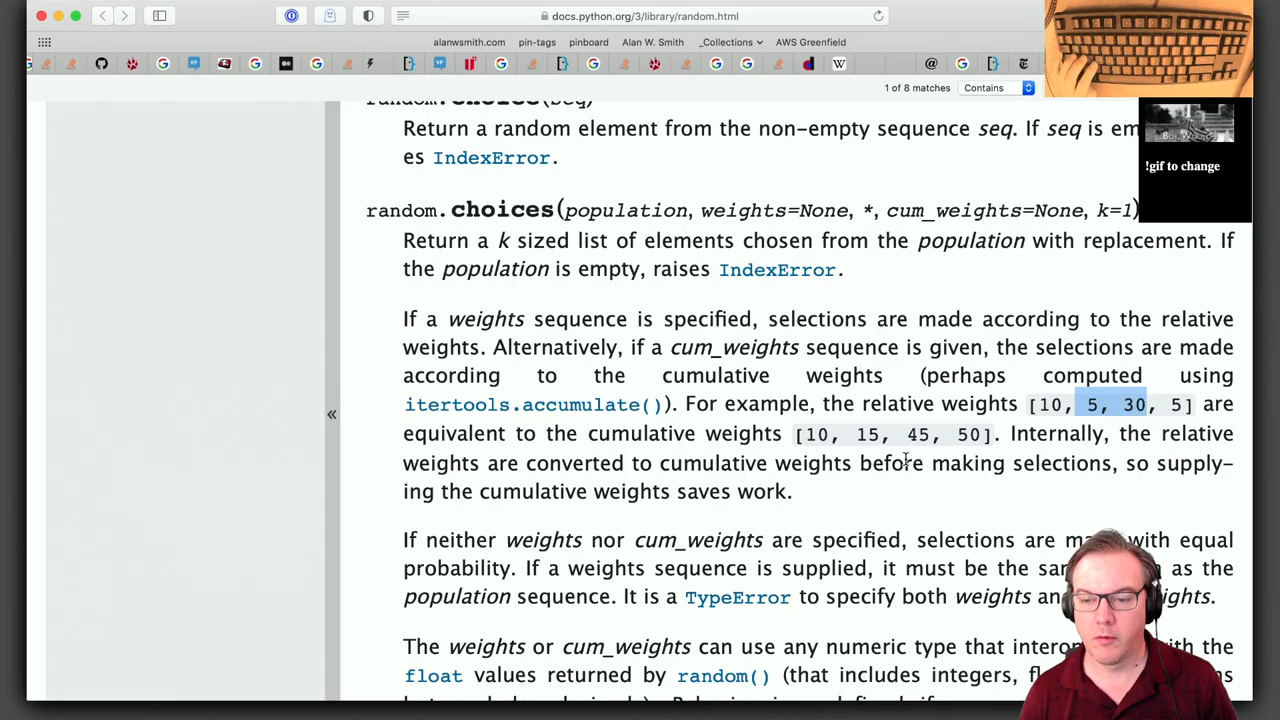 docs.python.org/3/library/random.html
alanwsmith.com pin-tags pinboard Alan W. Smith _Collections AWS Greenfield
1 of 8 matches Contains
Return a random element from the non-empty sequence seq. If seq is em
es IndexError.
!gif to change
random.choices(population, weights=None, *, cum_weights=None, k=1)
Return a k sized list of elements chosen from the population with replacement. If
the population is empty, raises IndexError.
If a weights sequence is specified, selections are made according to the relative
weights. Alternatively, if a cum_weights sequence is given, the selections are made
according to the cumulative weights (perhaps computed using
itertools.accumulate()). For example, the relative weights [10, 5, 30, 5] are
equivalent to the cumulative weights [10, 15, 45, 50]. Internally, the relative
weights are converted to cumulative weights before making selections, so supply-
ing the cumulative weights saves work.
If neither weights nor cum_weights are specified, selections are ma with equal
probability. If a weights sequence is supplied, it must be the sa as the
population sequence. It is a TypeError to specify both weights an ights.
The weights or cum_weights can use any numeric type that interop with the
float values returned by random() (that includes integers, fl ns